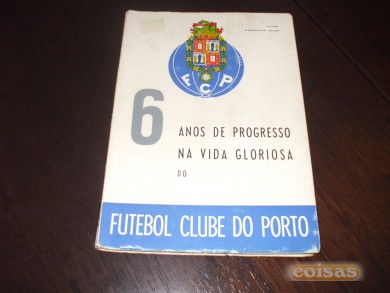 FCP
6
ANOS DE PROGRESSO
NA VIDA GLORIOSA
DO
FUTEBOL CLUBE DO PORTO
coisas